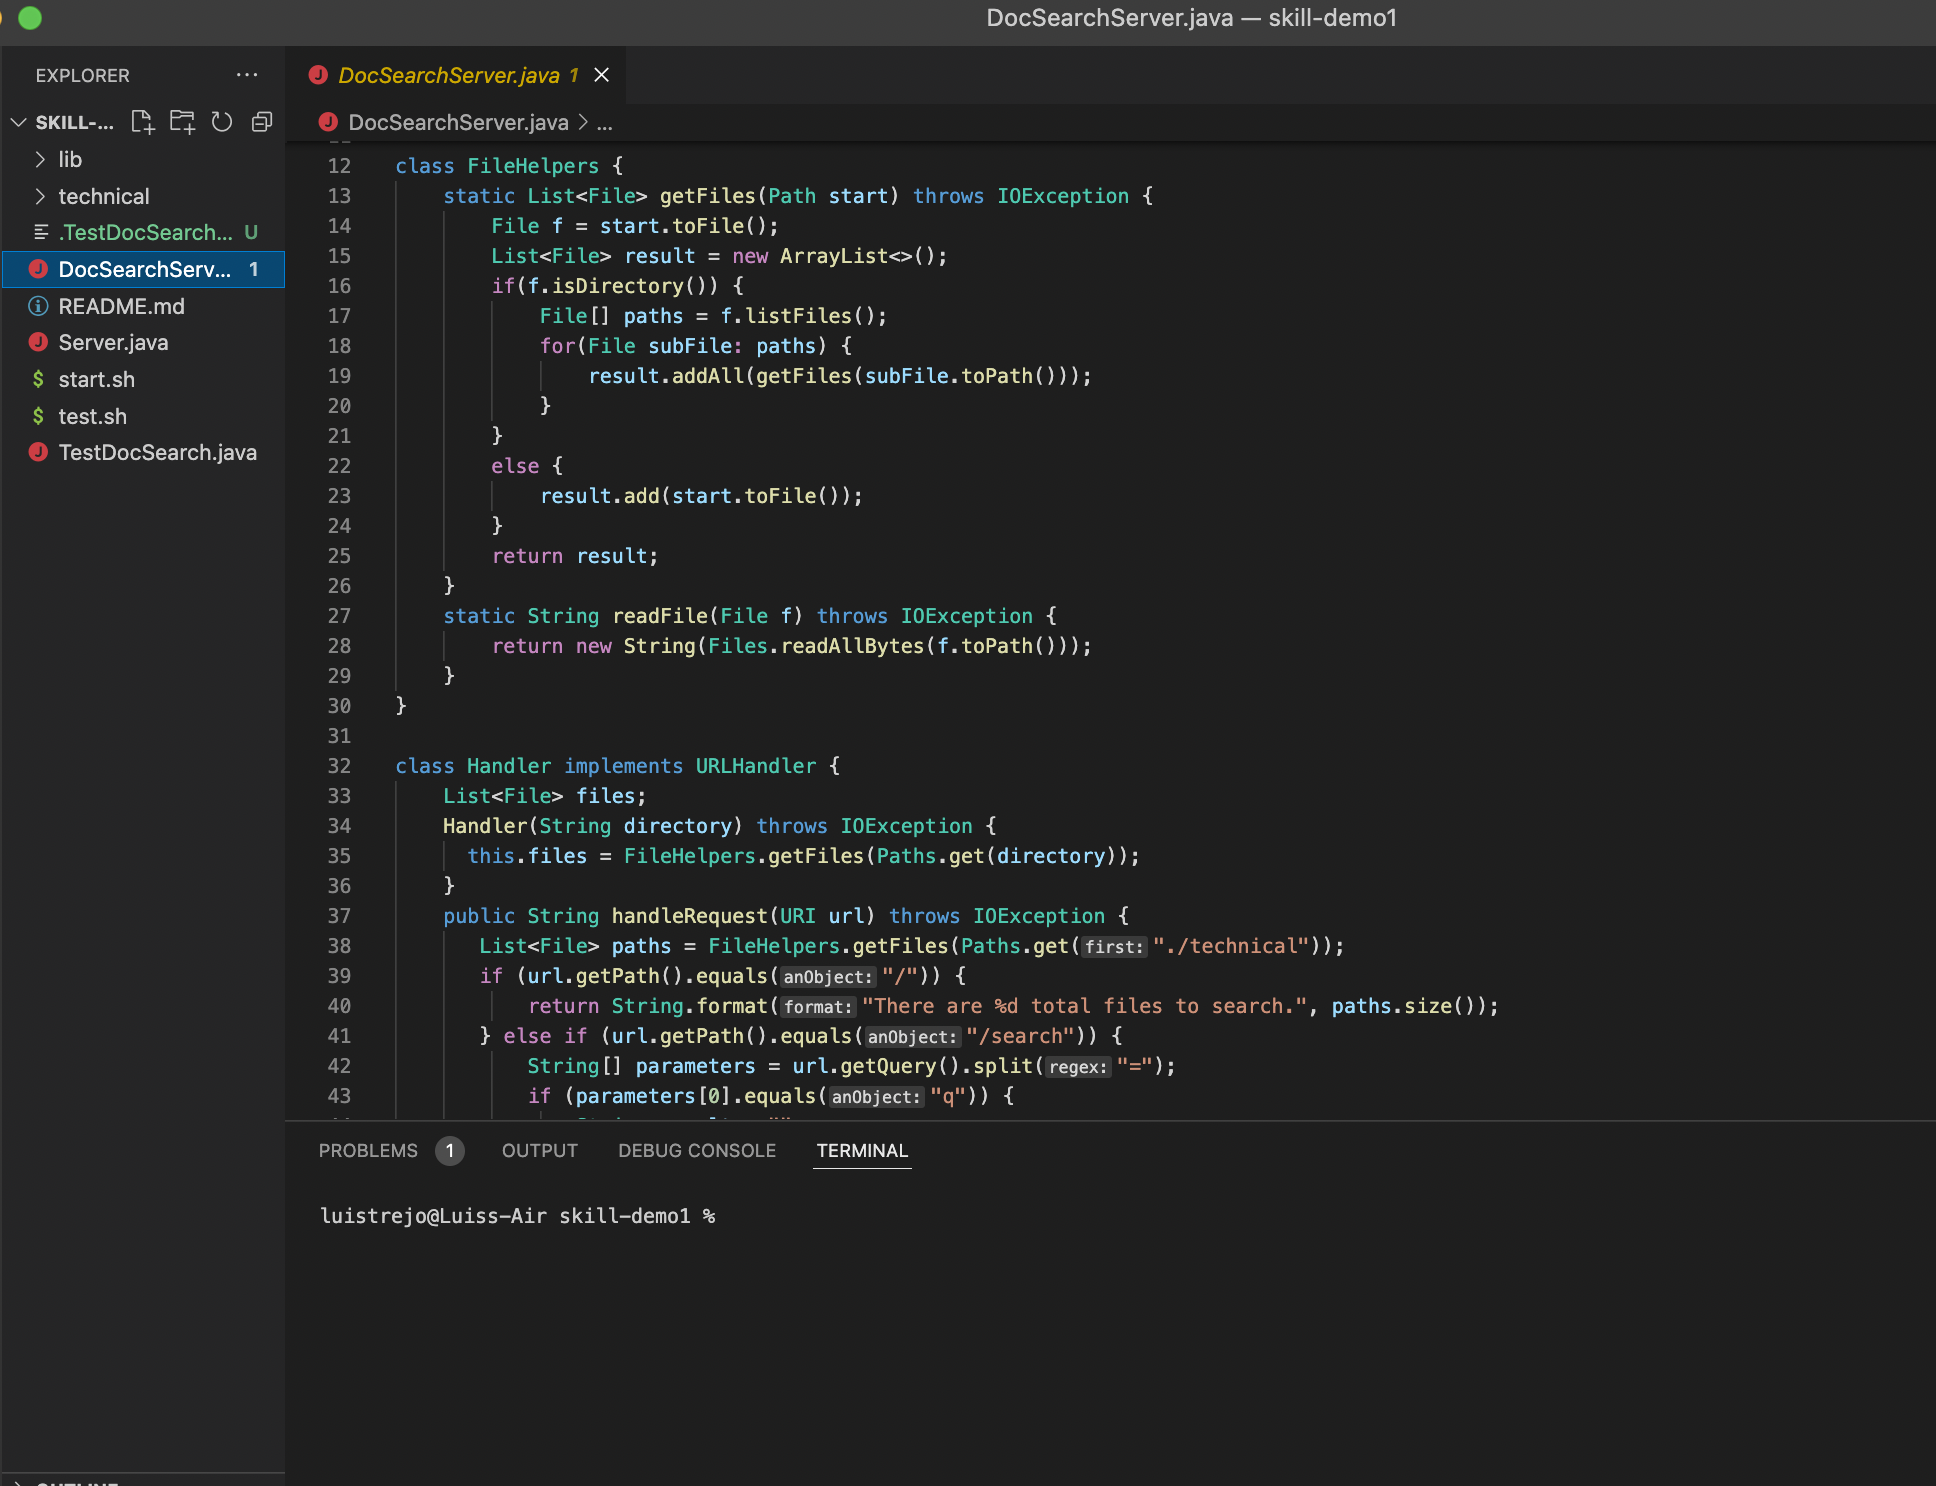 DocSearchServer.java — skill-demo1
EXPLORER
SKILL-...
lib
technical
.TestDocSearch... U
DocSearchServ... 1
README.md
Server.java
start.sh
test.sh
TestDocSearch.java
DocSearchServer.java 1
DocSearchServer.java > ...
12 class FileHelpers {
13 static List<File> getFiles(Path start) throws IOException {
14 File f = start.toFile();
15 List<File> result = new ArrayList<>();
16 if(f.isDirectory()) {
17 File[] paths = f.listFiles();
18 for(File subFile: paths) {
19 result.addAll(getFiles(subFile.toPath()));
20 }
21 }
22 else {
23 result.add(start.toFile());
24 }
25 return result;
26 }
27 static String readFile(File f) throws IOException {
28 return new String(Files.readAllBytes(f.toPath()));
29 }
30 }
31
32 class Handler implements URLHandler {
33 List<File> files;
34 Handler(String directory) throws IOException {
35 this.files = FileHelpers.getFiles(Paths.get(directory));
36 }
37 public String handleRequest(URI url) throws IOException {
38 List<File> paths = FileHelpers.getFiles(Paths.get(first: "./technical"));
39 if (url.getPath().equals(anObject: "/")) {
40 return String.format(format: "There are %d total files to search.", paths.size());
41 } else if (url.getPath().equals(anObject: "/search")) {
42 String[] parameters = url.getQuery().split(regex: "=");
43 if (parameters[0].equals(anObject: "q")) {
PROBLEMS 1 OUTPUT DEBUG CONSOLE TERMINAL
luistrejo@Luiss-Air skill-demo1 %